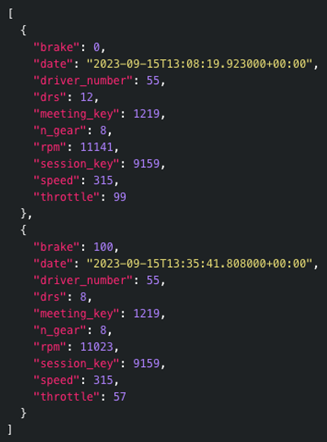 [
  {
    "brake": 0,
    "date": "2023-09-15T13:08:19.923000+00:00",
    "driver_number": 55,
    "drs": 12,
    "meeting_key": 1219,
    "n_gear": 8,
    "rpm": 11141,
    "session_key": 9159,
    "speed": 315,
    "throttle": 99
  },
  {
    "brake": 100,
    "date": "2023-09-15T13:35:41.808000+00:00",
    "driver_number": 55,
    "drs": 8,
    "meeting_key": 1219,
    "n_gear": 8,
    "rpm": 11023,
    "session_key": 9159,
    "speed": 315,
    "throttle": 57
  }
]